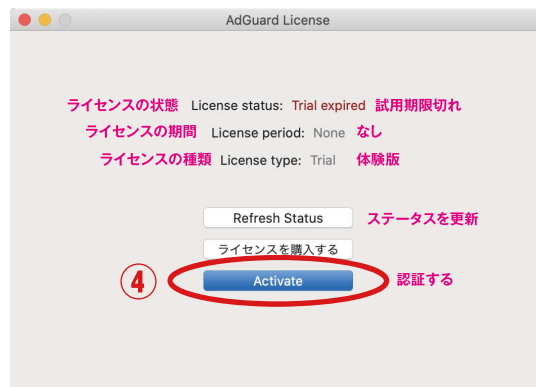 AdGuard License
ライセンスの状態 License status: Trial expired 試用期限切れ
ライセンスの期間 License period: None なし
ライセンスの種類 License type: Trial 体験版
Refresh Status ステータスを更新
ライセンスを購入する
④ Activate 認証する